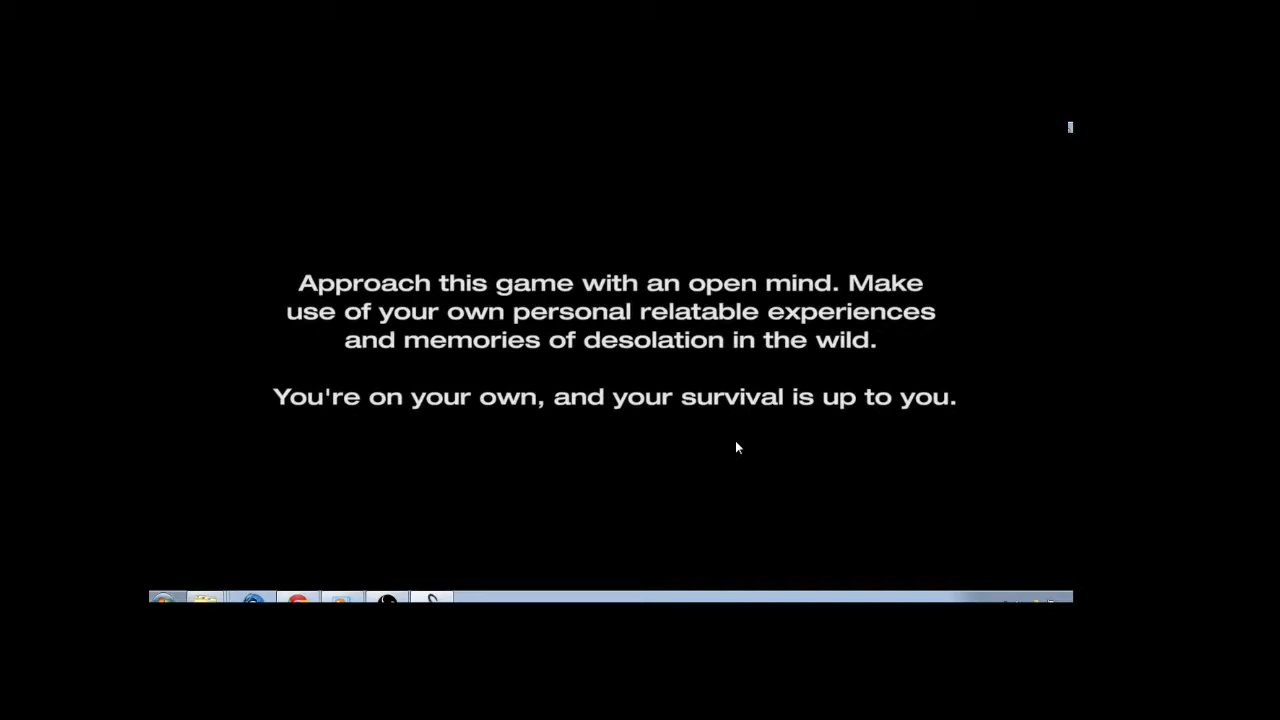 Approach this game with an open mind. Make
use of your own personal relatable experiences
and memories of desolation in the wild.
You're on your own, and your survival is up to you.